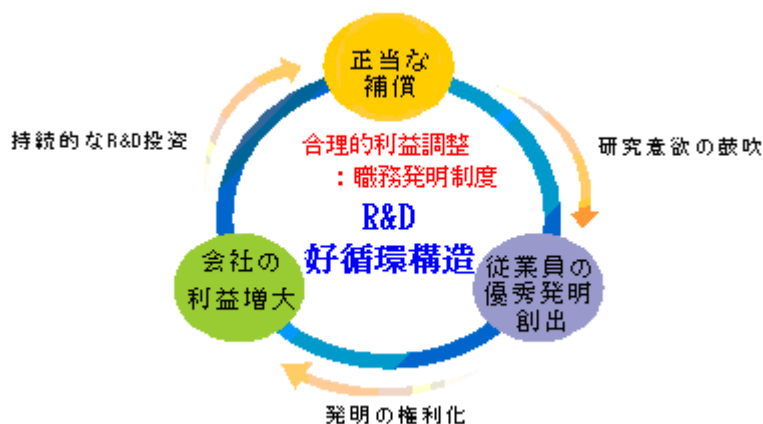 正当な
補償
持続的なR&D投資
研究意欲の鼓吹
合理的利益調整
：職務発明制度
R&D
好循環構造
会社の
利益増大
従業員の
優秀発明
創出
発明の権利化